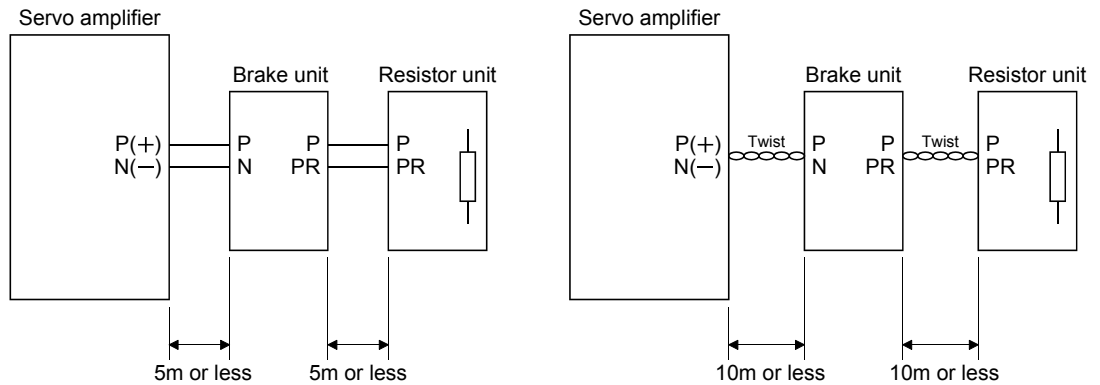 Servo amplifier
Brake unit
Resistor unit
P(+)
N(−)
P
N
P
PR
P
PR
5m or less
5m or less
Servo amplifier
Brake unit
Resistor unit
P(+)
N(−)
Twist
P
N
P
PR
Twist
P
PR
10m or less
10m or less